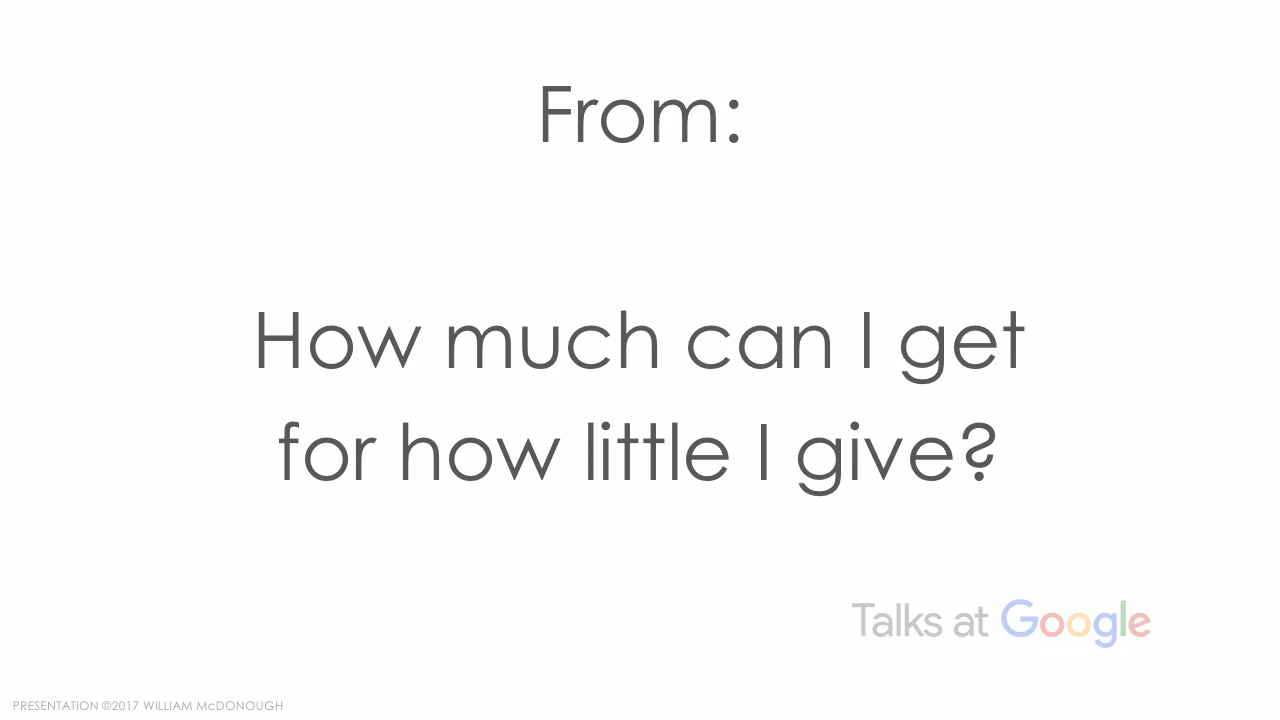 From:
How much can I get
for how little I give?
Talks at Google
PRESENTATION ©2017 WILLIAM McDONOUGH